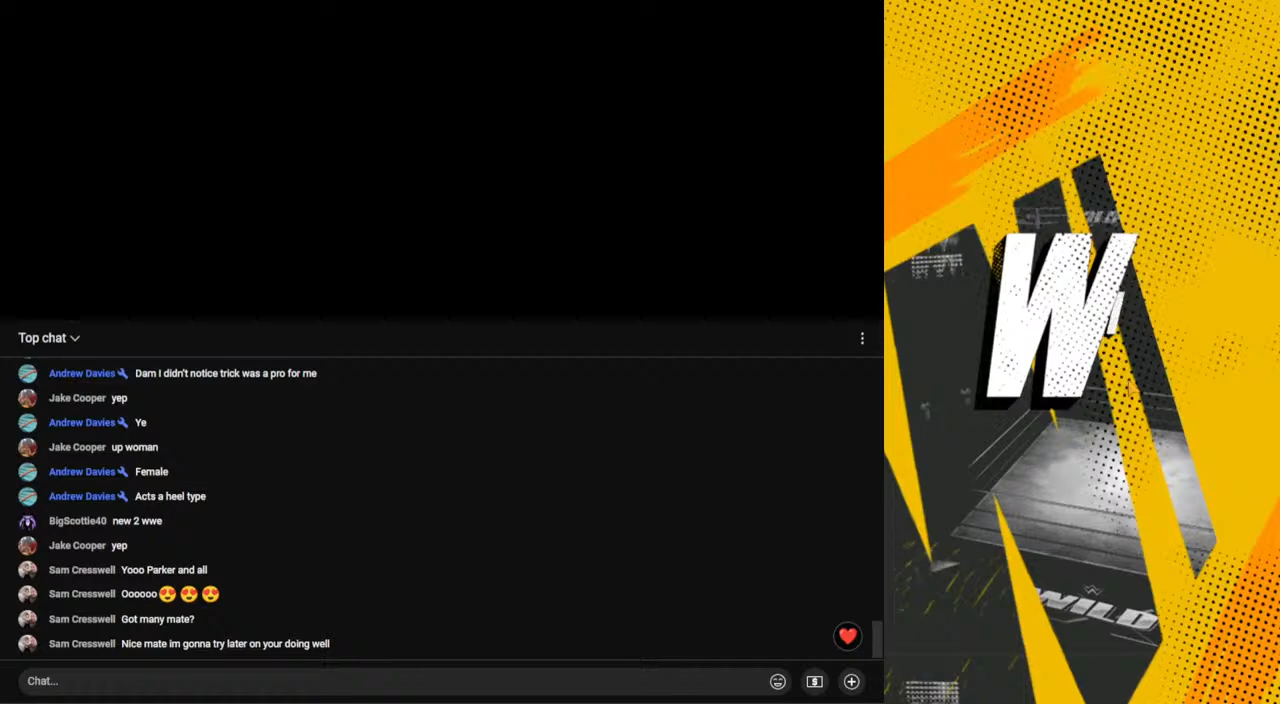 Top chat
Andrew Davies Dam I didn't notice trick was a pro for me
Jake Cooper yep
Andrew Davies Ye
Jake Cooper up woman
Andrew Davies Female
Andrew Davies Acts a heel type
BigScottie40 new 2 wwe
Jake Cooper yep
Sam Cresswell Yooo Parker and all
Sam Cresswell Oooooo😍😍😍
Sam Cresswell Got many mate?
Sam Cresswell Nice mate im gonna try later on your doing well
Chat...
W
WILD